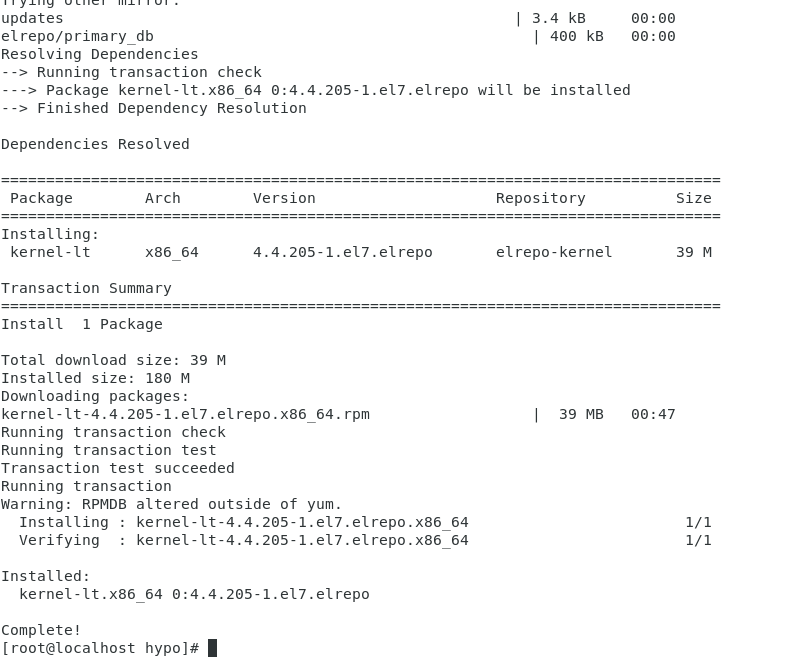 Trying other mirror.
updates | 3.4 kB 00:00
elrepo/primary_db | 400 kB 00:00
Resolving Dependencies
--> Running transaction check
---> Package kernel-lt.x86_64 0:4.4.205-1.el7.elrepo will be installed
--> Finished Dependency Resolution
Dependencies Resolved
================================================================================
Package Arch Version Repository Size
================================================================================
Installing:
kernel-lt x86_64 4.4.205-1.el7.elrepo elrepo-kernel 39 M
Transaction Summary
================================================================================
Install 1 Package
Total download size: 39 M
Installed size: 180 M
Downloading packages:
kernel-lt-4.4.205-1.el7.elrepo.x86_64.rpm | 39 MB 00:47
Running transaction check
Running transaction test
Transaction test succeeded
Running transaction
Warning: RPMDB altered outside of yum.
Installing : kernel-lt-4.4.205-1.el7.elrepo.x86_64 1/1
Verifying : kernel-lt-4.4.205-1.el7.elrepo.x86_64 1/1
Installed:
kernel-lt.x86_64 0:4.4.205-1.el7.elrepo
Complete!
[root@localhost hypo]#